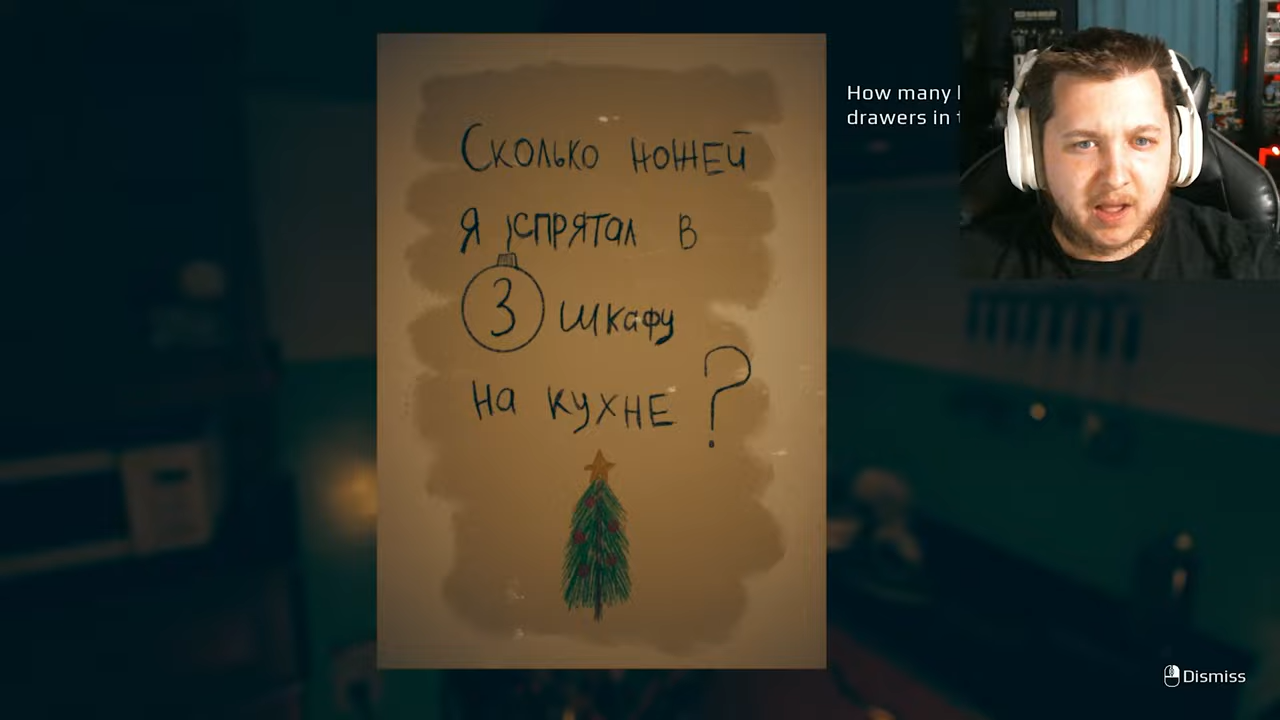 Сколько ножей
я спрятал в
3 шкафу
на кухне?
How many
drawers in
Dismiss